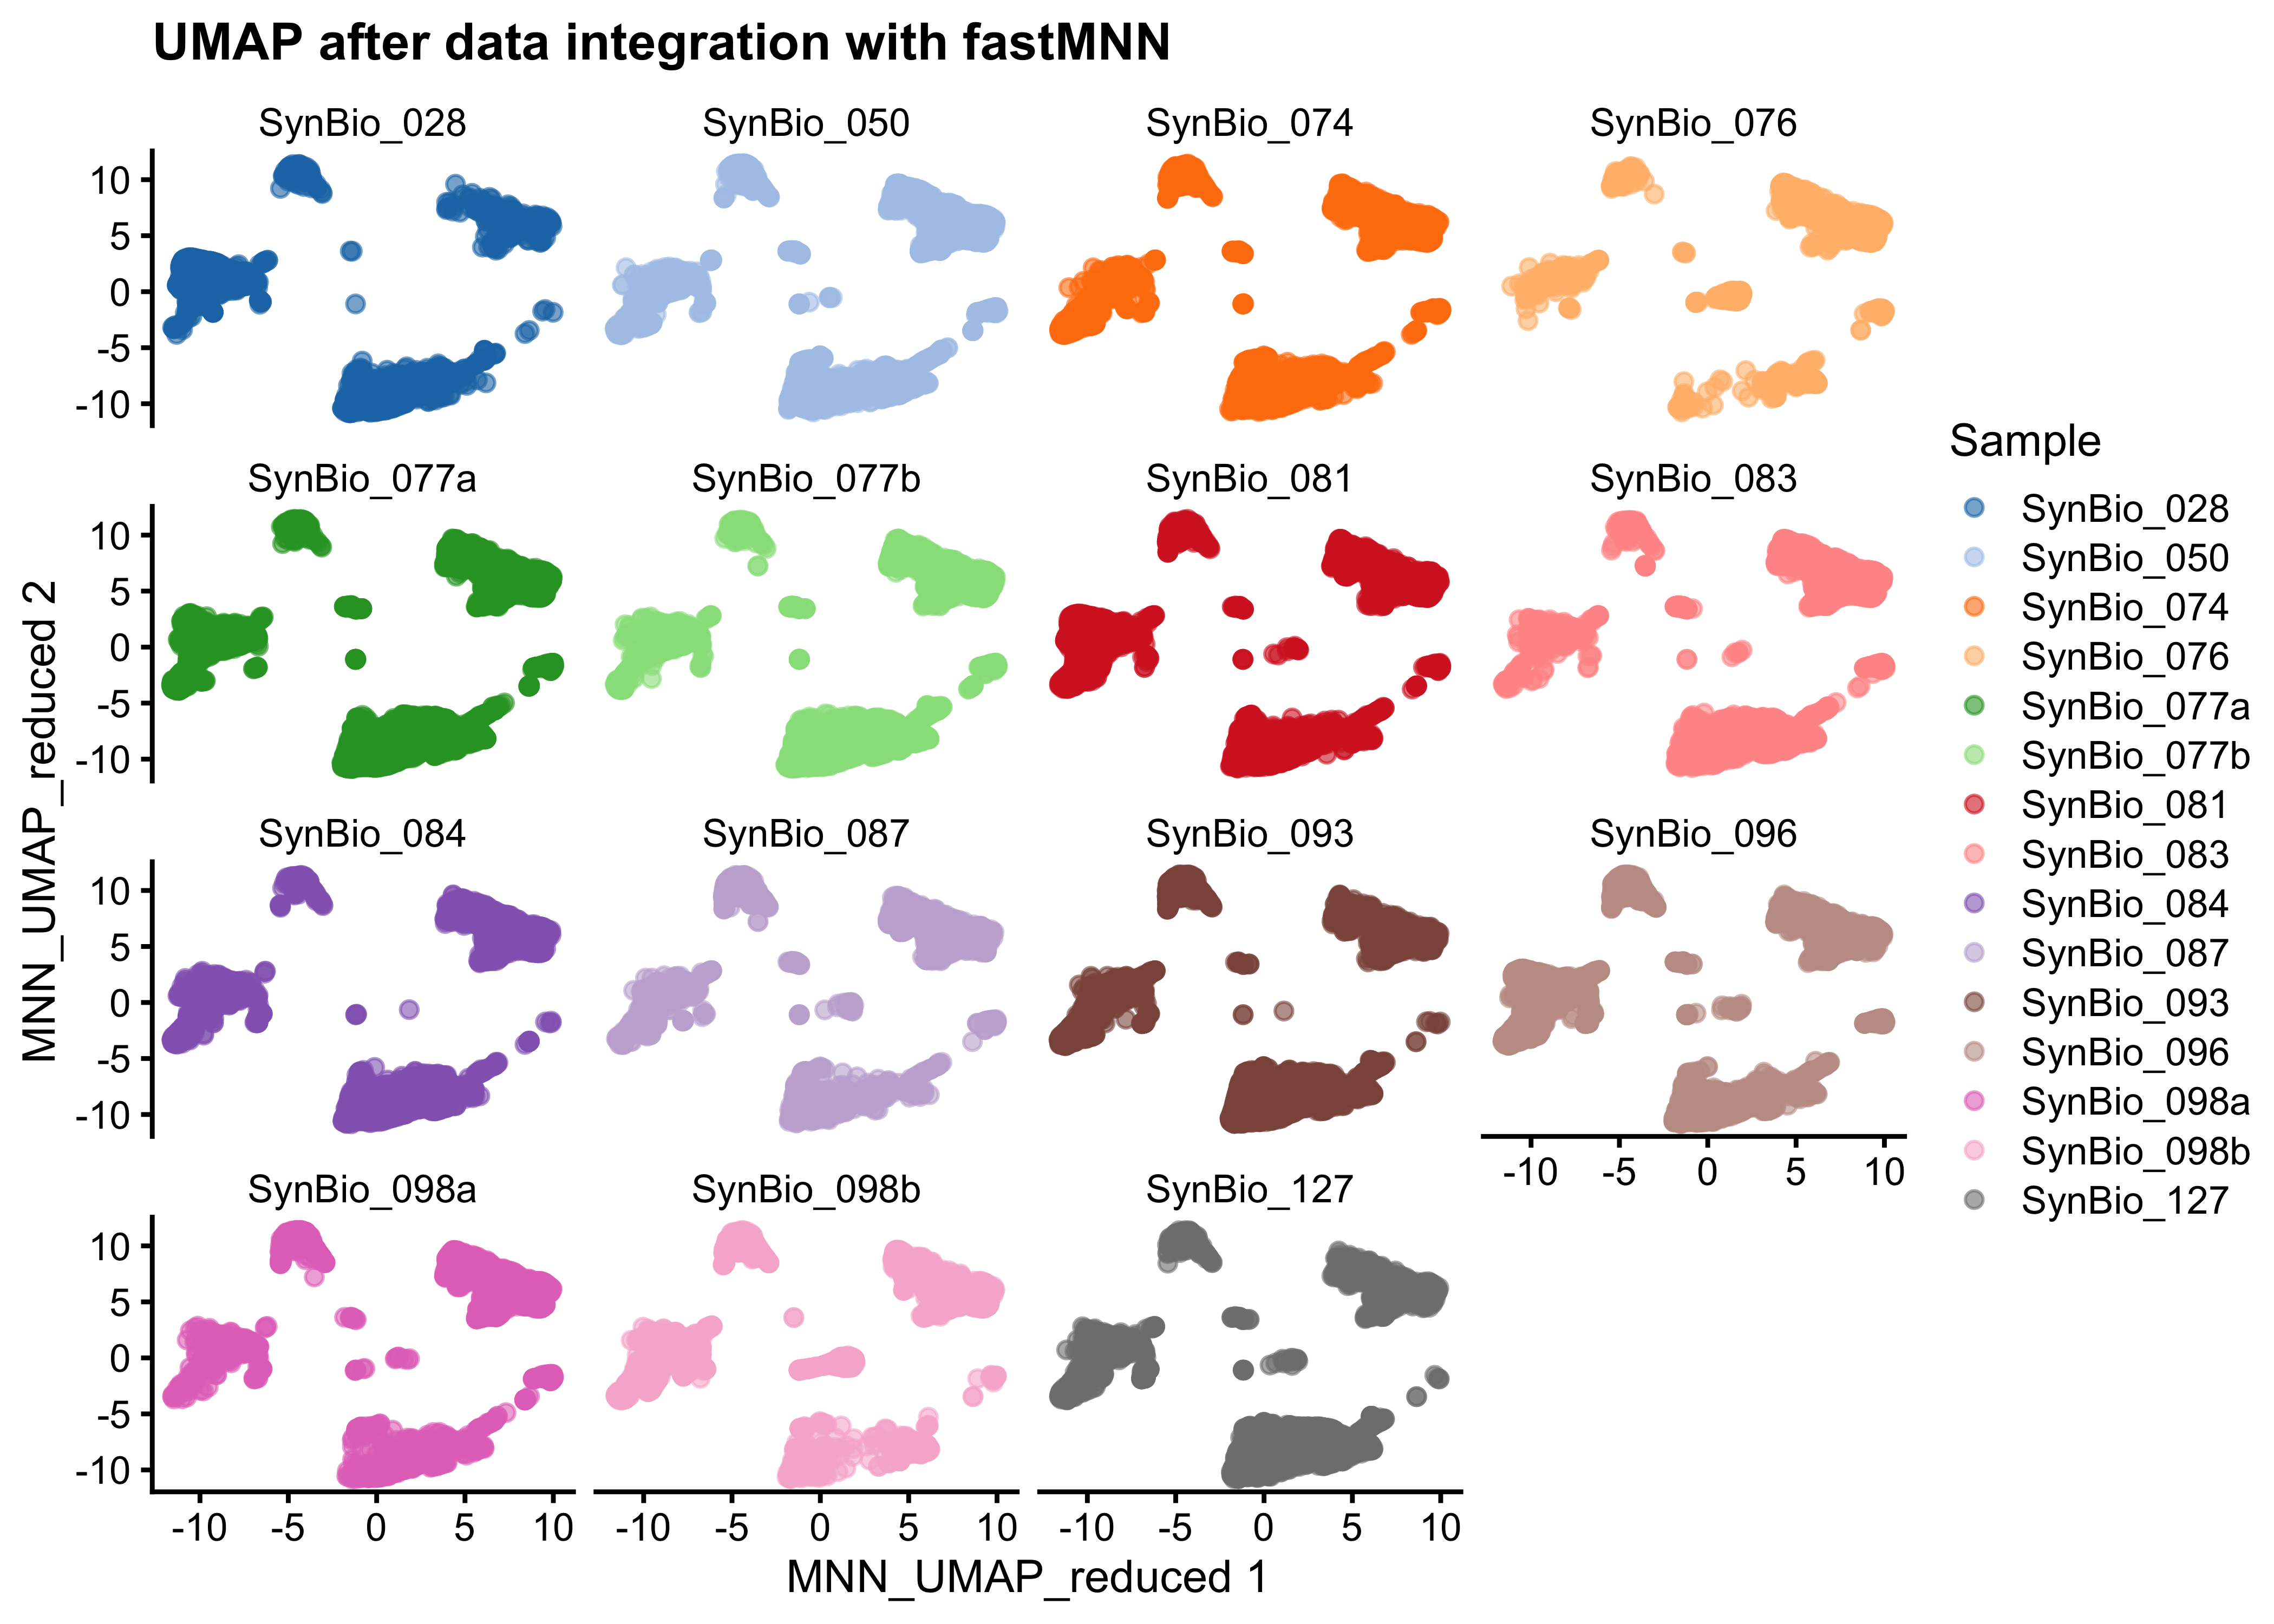 UMAP after data integration with fastMNN
SynBio_028 SynBio_050 SynBio_074 SynBio_076
10
5
0
-5
-10
SynBio_077a SynBio_077b SynBio_081 SynBio_083
10
5
0
-5
-10
SynBio_084 SynBio_087 SynBio_093 SynBio_096
10
5
0
-5
-10
-10 -5 0 5 10
SynBio_098a SynBio_098b SynBio_127
10
5
0
-5
-10
-10 -5 0 5 10 -10 -5 0 5 10 -10 -5 0 5 10
MNN_UMAP_reduced 1
MNN_UMAP_reduced 2
Sample
SynBio_028
SynBio_050
SynBio_074
SynBio_076
SynBio_077a
SynBio_077b
SynBio_081
SynBio_083
SynBio_084
SynBio_087
SynBio_093
SynBio_096
SynBio_098a
SynBio_098b
SynBio_127